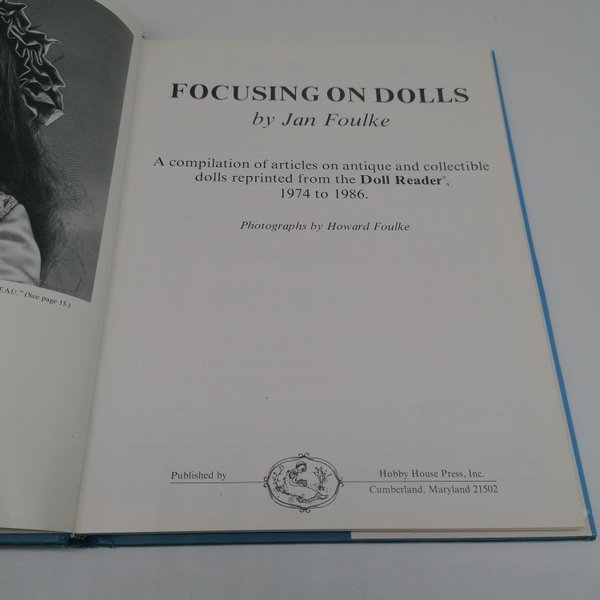 EAU." (See page 15.)
FOCUSING ON DOLLS
by Jan Foulke
A compilation of articles on antique and collectible
dolls reprinted from the Doll Reader®,
1974 to 1986.
Photographs by Howard Foulke
Published by
Hobby House Press, Inc.
Cumberland, Maryland 21502